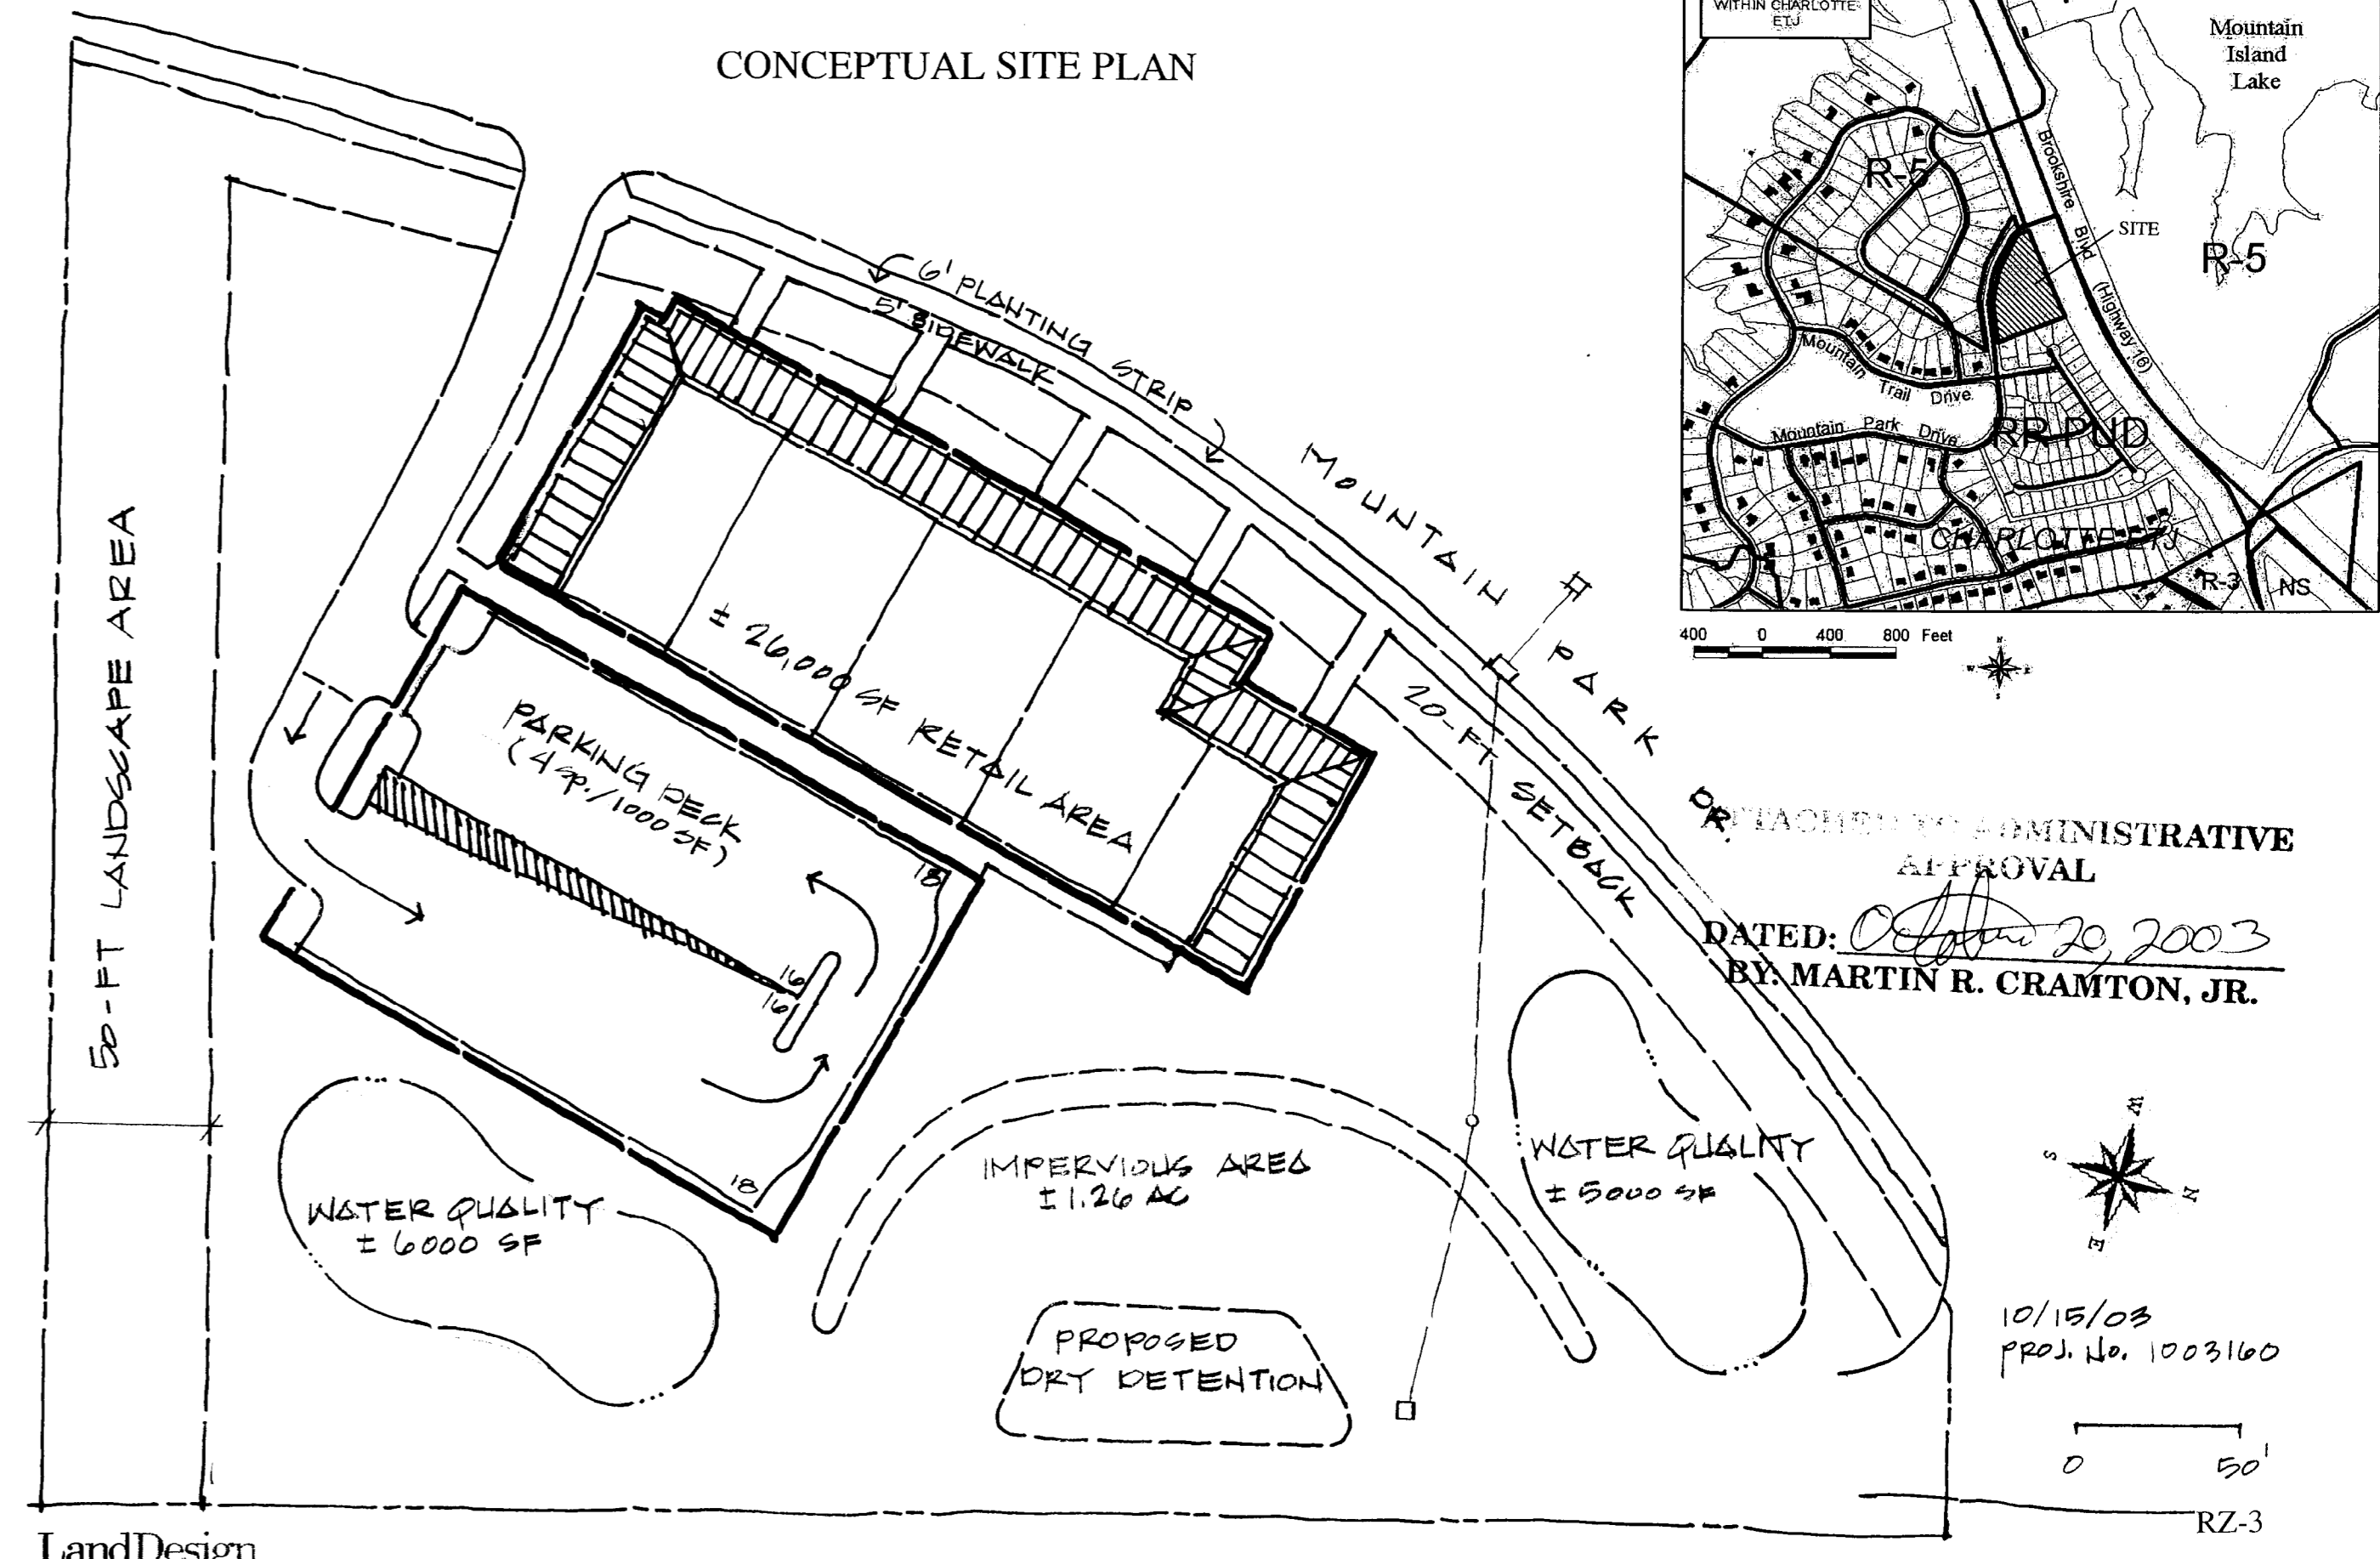 CONCEPTUAL SITE PLAN
WITHIN CHARLOTTE
ETJ
Mountain
Island
Lake
R-5
Brookshire Blvd (Highway 16)
SITE
R-5
Mountain Trail Drive
Mountain Park Drive
RR-PUD
CHARLOTTE ETJ
R-3
NS
400 0 400 800 Feet
N
W E
S
6' PLANTING STRIP
5' SIDEWALK
MOUNTAIN PARK DR.
20-FT SETBACK
± 26,000 SF RETAIL AREA
PARKING DECK
(4 sp./1000 SF)
18
16
16
18
50-FT LANDSCAPE AREA
ATTACHED TO ADMINISTRATIVE
APPROVAL
DATED: October 20, 2003
BY: MARTIN R. CRAMTON, JR.
WATER QUALITY
± 6000 SF
IMPERVIOUS AREA
± 1.26 AC
WATER QUALITY
± 5000 SF
PROPOSED
DRY DETENTION
W
S
N
E
10/15/03
PROJ. No. 1003160
0 50'
RZ-3
LandDesign